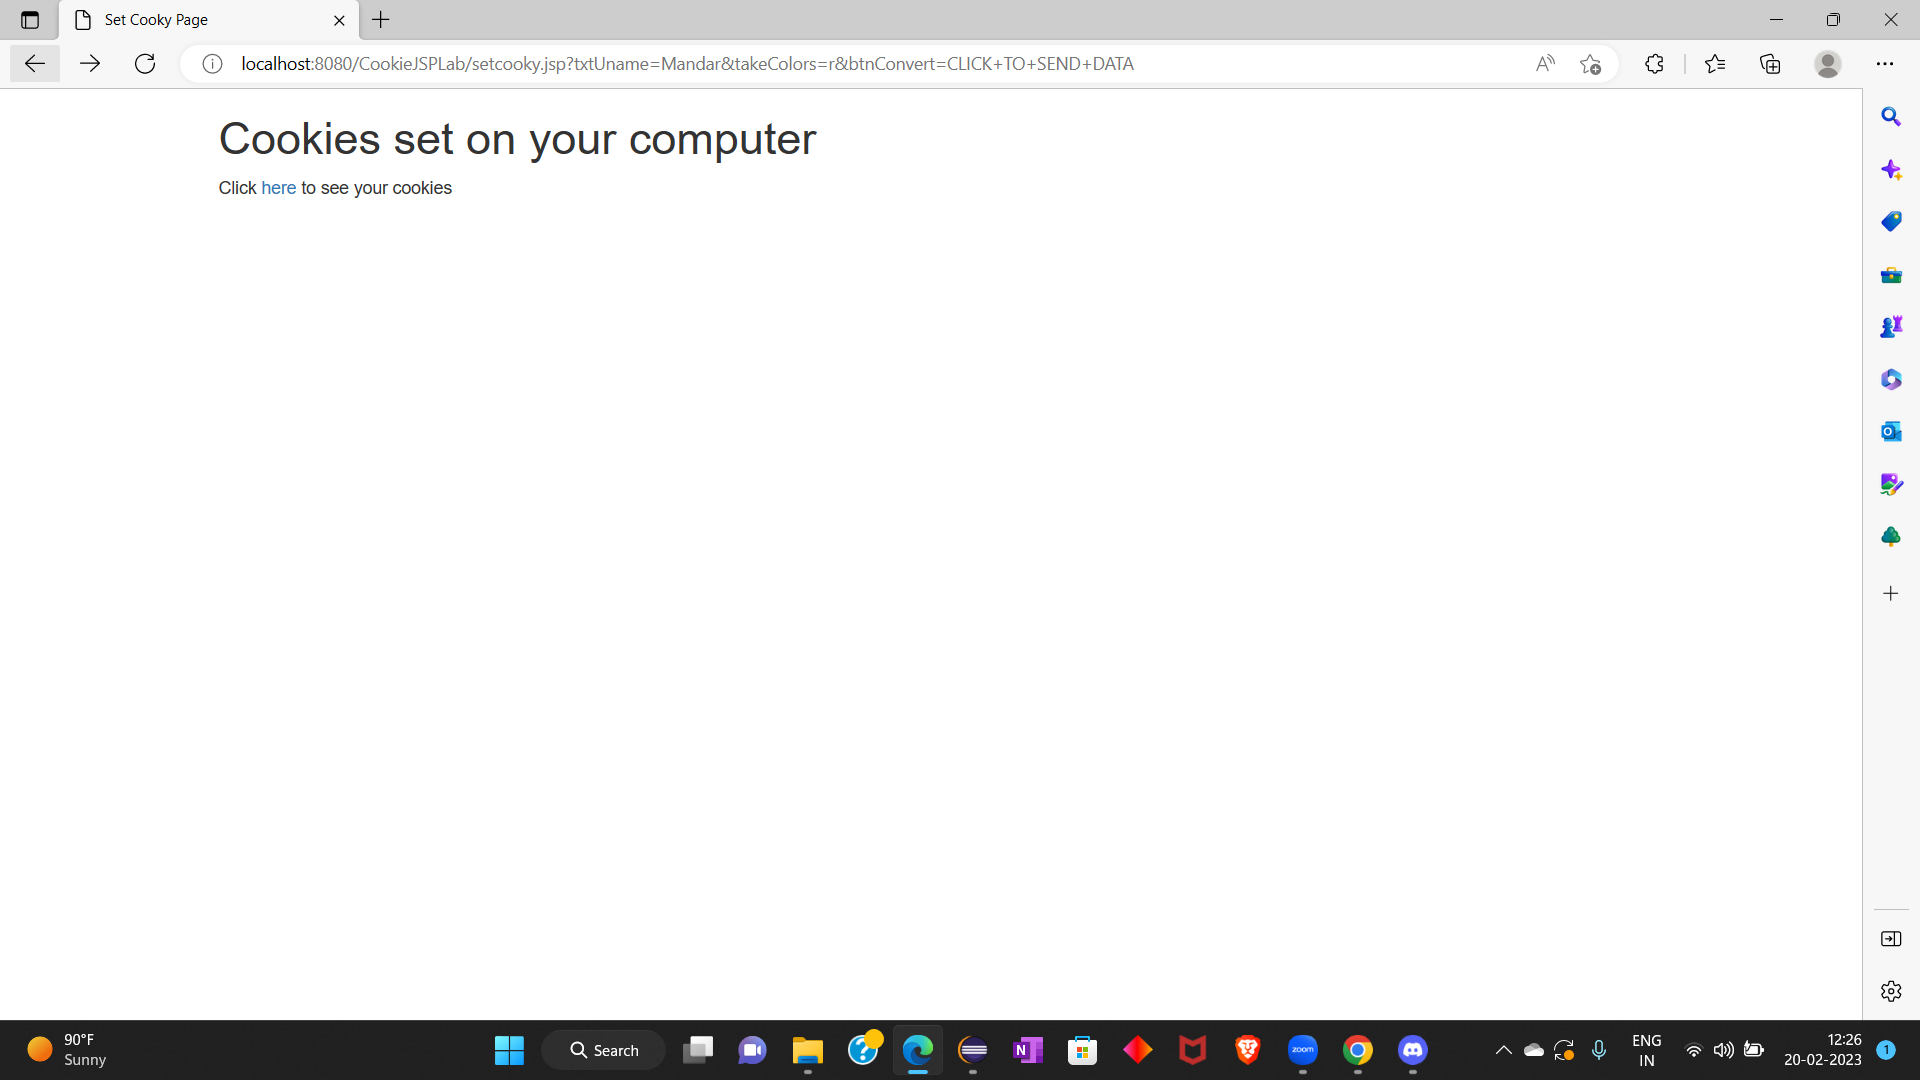 Set Cooky Page
localhost:8080/CookieJSPLab/setcooky.jsp?txtUname=Mandar&takeColors=r&btnConvert=CLICK+TO+SEND+DATA
Cookies set on your computer
Click here to see your cookies
90°F
Sunny
Search
zoom
ENG
IN
12:26
20-02-2023
1